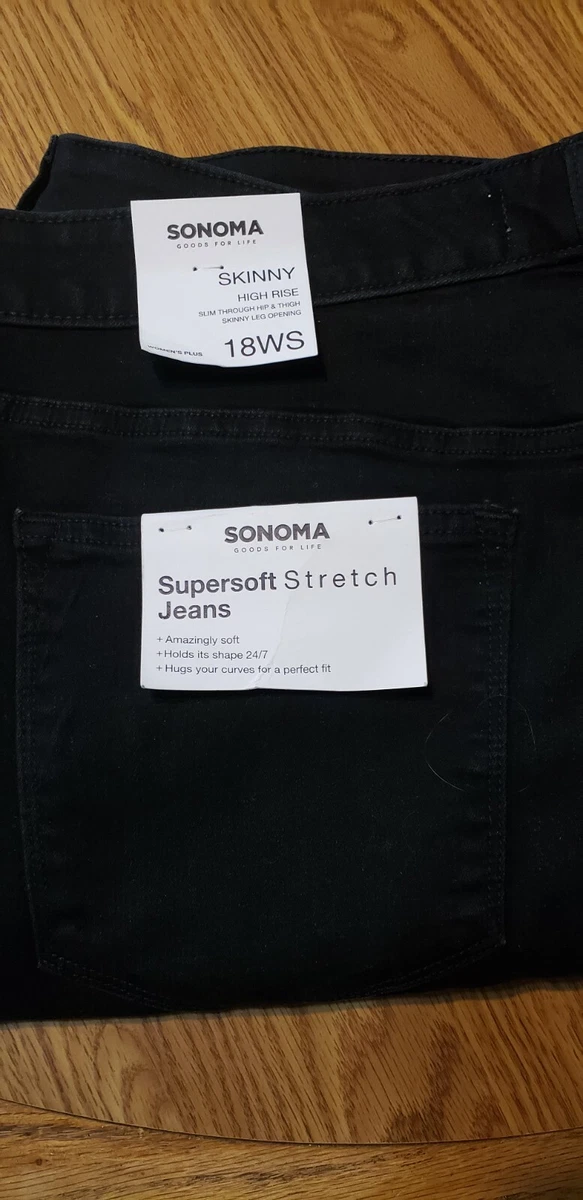 SONOMA
GOODS FOR LIFE
SKINNY
HIGH RISE
SLIM THROUGH HIP & THIGH
SKINNY LEG OPENING
WOMEN'S PLUS 18WS
SONOMA
GOODS FOR LIFE
Supersoft Stretch
Jeans
+ Amazingly soft
+ Holds its shape 24/7
+ Hugs your curves for a perfect fit